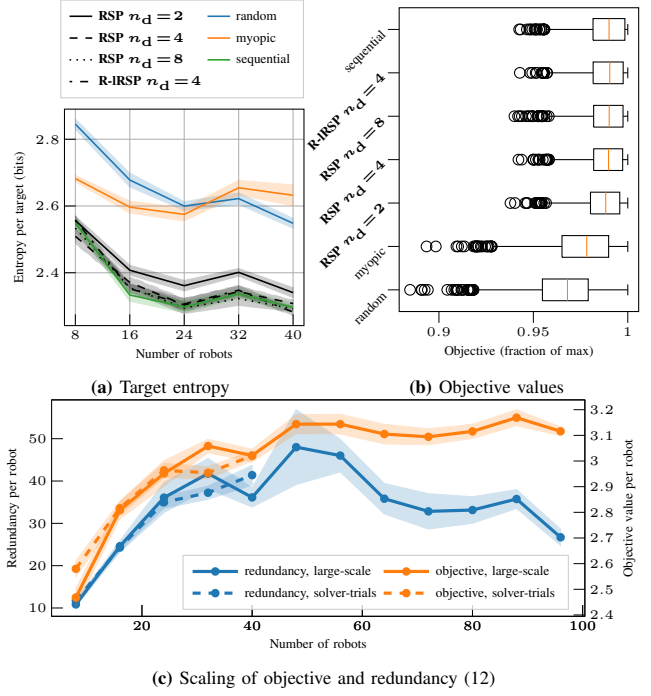 RSP n_d = 2
RSP n_d = 4
RSP n_d = 8
R-lRSP n_d = 4
random
myopic
sequential
Entropy per target (bits)
2.8
2.6
2.4
8 16 24 32 40
Number of robots
(a) Target entropy
sequential
R-lRSP n_d = 4
RSP n_d = 8
RSP n_d = 4
RSP n_d = 2
myopic
random
0.9 0.95 1
Objective (fraction of max)
(b) Objective values
Redundancy per robot
50
40
30
20
10
3.2
3.1
3
2.9
2.8
2.7
2.6
2.5
2.4
Objective value per robot
redundancy, large-scale
redundancy, solver-trials
objective, large-scale
objective, solver-trials
20 40 60 80 100
Number of robots
(c) Scaling of objective and redundancy (12)